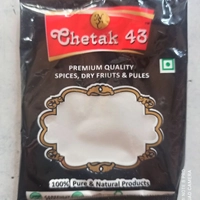 Chetak 43
PREMIUM QUALITY
SPICES, DRY FRIUTS & PULES
100% Pure & Natural Products